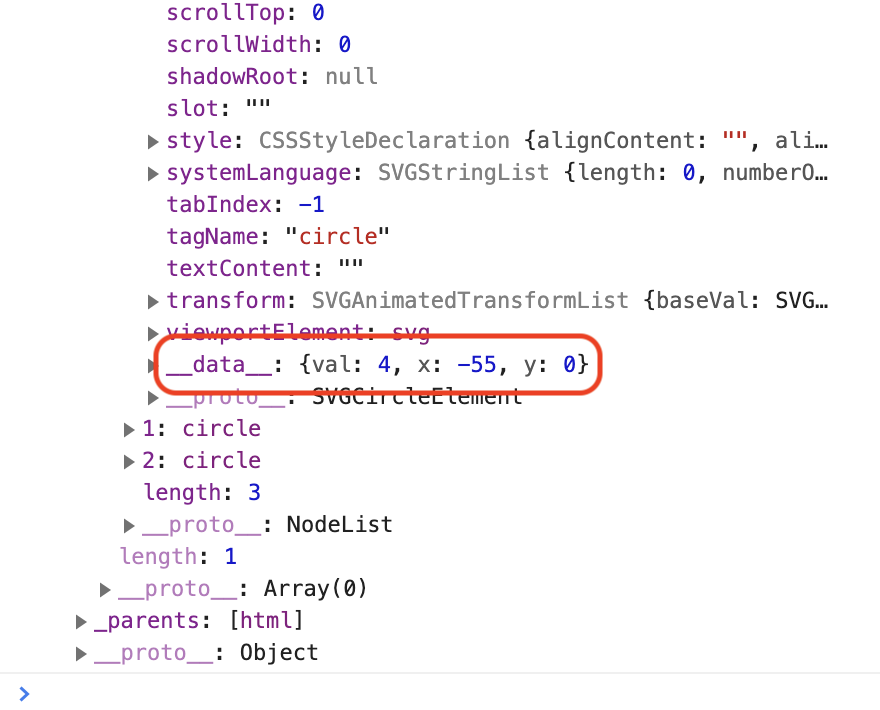 scrollTop: 0
scrollWidth: 0
shadowRoot: null
slot: ""
style: CSSStyleDeclaration {alignContent: "", ali…
systemLanguage: SVGStringList {length: 0, numberO…
tabIndex: -1
tagName: "circle"
textContent: ""
transform: SVGAnimatedTransformList {baseVal: SVG…
viewportElement: svg
__data__: {val: 4, x: -55, y: 0}
__proto__: SVGCircleElement
1: circle
2: circle
length: 3
__proto__: NodeList
length: 1
__proto__: Array(0)
_parents: [html]
__proto__: Object